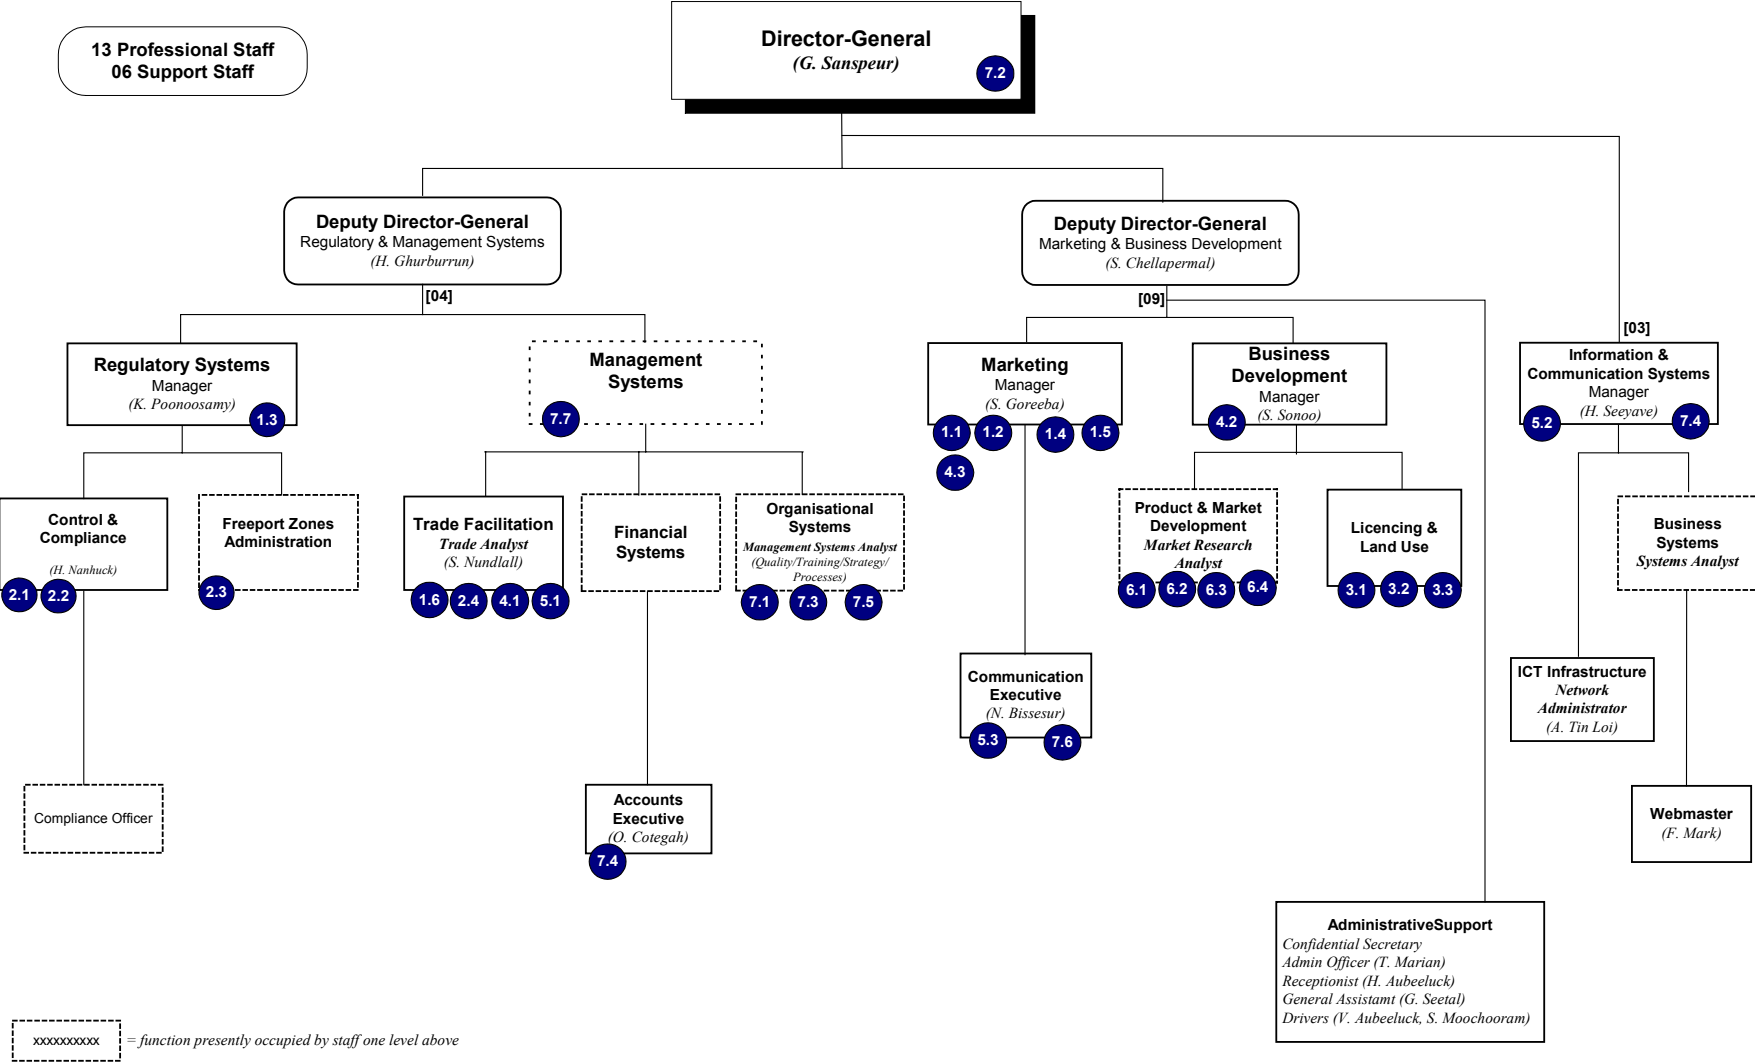 13 Professional Staff
06 Support Staff
Director-General
(G. Sanspeur)
7.2
Deputy Director-General
Regulatory & Management Systems
(H. Ghurburrun)
[04]
Deputy Director-General
Marketing & Business Development
(S. Chellapermal)
[09]
[03]
Regulatory Systems
Manager
(K. Poonoosamy)
1.3
Management
Systems
7.7
Marketing
Manager
(S. Goreeba)
1.1
1.2
1.4
1.5
4.3
Business
Development
Manager
(S. Sonoo)
4.2
Information &
Communication Systems
Manager
(H. Seeyave)
5.2
7.4
Control &
Compliance
(H. Nanhuck)
2.1
2.2
Freeport Zones
Administration
2.3
Trade Facilitation
Trade Analyst
(S. Nundlall)
1.6
2.4
4.1
5.1
Financial
Systems
Organisational
Systems
Management Systems Analyst
(Quality/Training/Strategy/
Processes)
7.1
7.3
7.5
Product & Market
Development
Market Research
Analyst
6.1
6.2
6.3
6.4
Licencing &
Land Use
3.1
3.2
3.3
Business
Systems
Systems Analyst
Communication
Executive
(N. Bissesur)
5.3
7.6
ICT Infrastructure
Network
Administrator
(A. Tin Loi)
Compliance Officer
Accounts
Executive
(O. Cotegah)
7.4
Webmaster
(F. Mark)
AdministrativeSupport
Confidential Secretary
Admin Officer (T. Marian)
Receptionist (H. Aubeeluck)
General Assistamt (G. Seetal)
Drivers (V. Aubeeluck, S. Moochooram)
xxxxxxxxxx = function presently occupied by staff one level above